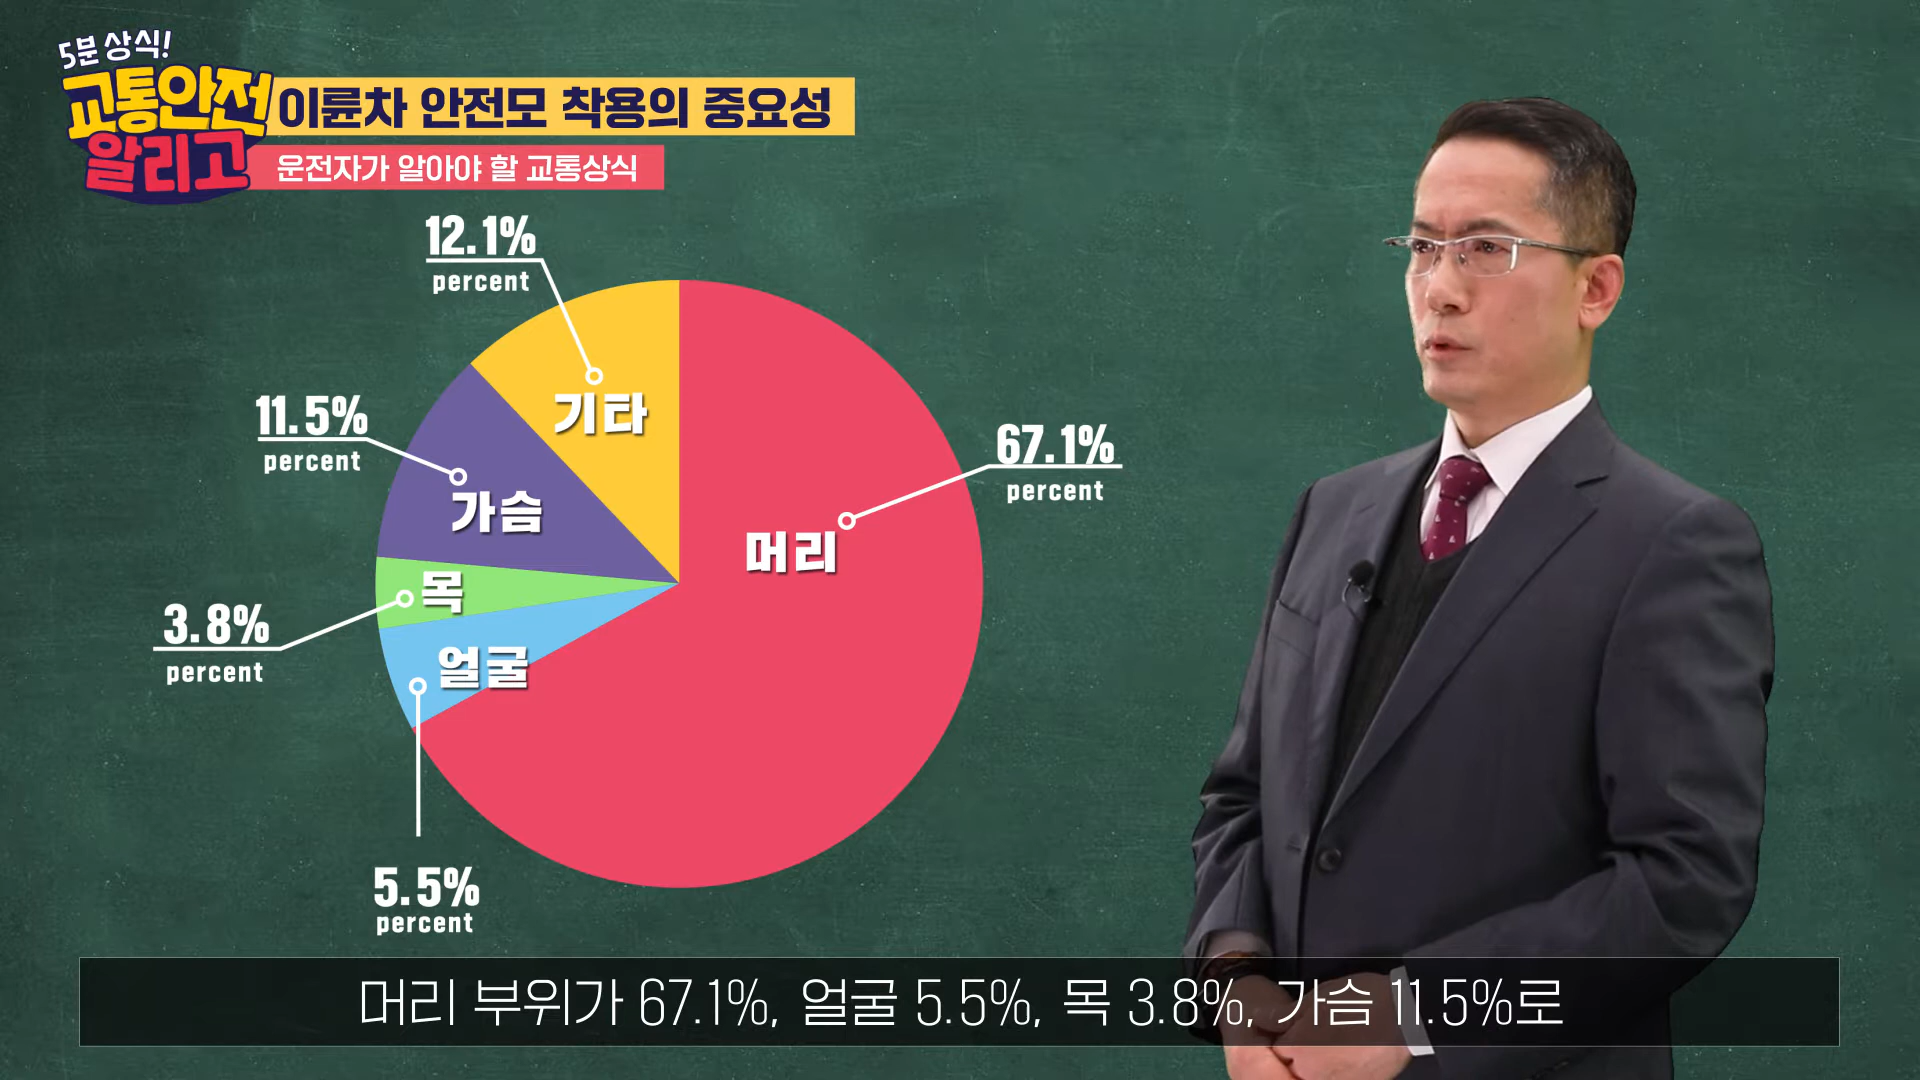 5분 상식!
교통안전
알리고
이륜차 안전모 착용의 중요성
운전자가 알아야 할 교통상식
12.1%
percent
기타
11.5%
percent
가슴
67.1%
percent
머리
3.8%
percent
목
얼굴
5.5%
percent
머리 부위가 67.1%, 얼굴 5.5%, 목 3.8%, 가슴 11.5%로